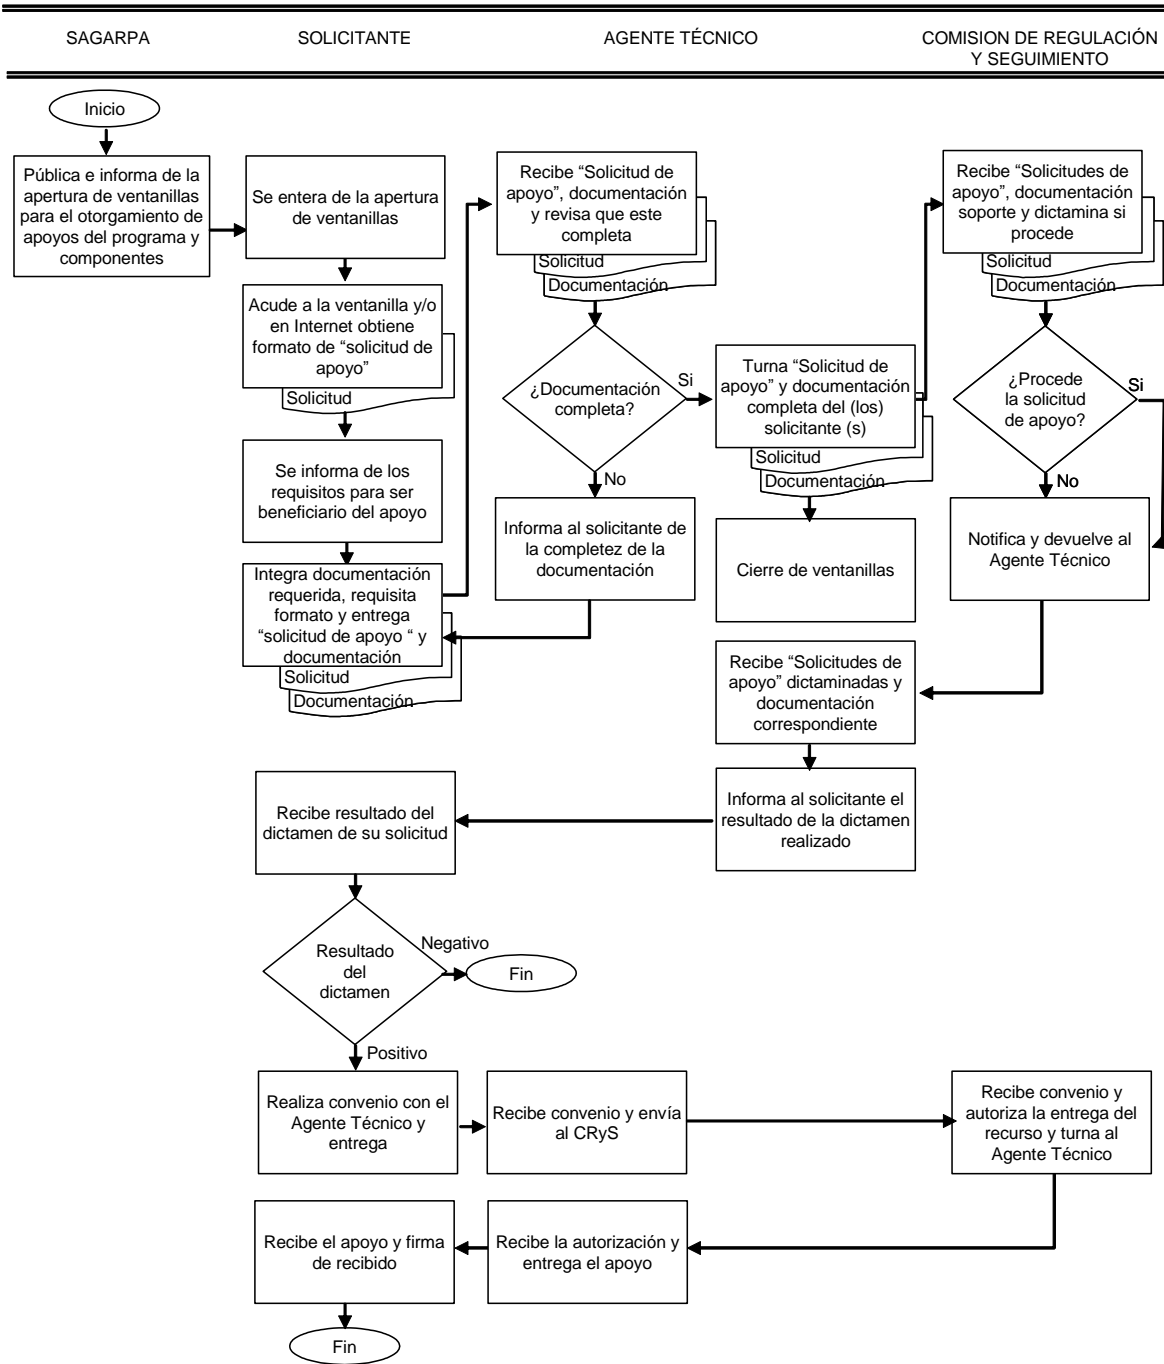 SAGARPA
SOLICITANTE
AGENTE TÉCNICO
COMISION DE REGULACIÓN
Y SEGUIMIENTO
Inicio
Pública e informa de la
apertura de ventanillas
para el otorgamiento de
apoyos del programa y
componentes
Se entera de la apertura
de ventanillas
Acude a la ventanilla y/o
en Internet obtiene
formato de “solicitud de
apoyo”
Solicitud
Se informa de los
requisitos para ser
beneficiario del apoyo
Integra documentación
requerida, requisita
formato y entrega
“solicitud de apoyo “ y
documentación
Solicitud
Documentación
Recibe “Solicitud de
apoyo”, documentación
y revisa que este
completa
Solicitud
Documentación
¿Documentación
completa?
Si
No
Informa al solicitante de
la completez de la
documentación
Turna “Solicitud de
apoyo” y documentación
completa del (los)
solicitante (s)
Solicitud
Documentación
Cierre de ventanillas
Recibe “Solicitudes de
apoyo”, documentación
soporte y dictamina si
procede
Solicitud
Documentación
¿Procede
la solicitud
de apoyo?
Si
No
Notifica y devuelve al
Agente Técnico
Recibe “Solicitudes de
apoyo” dictaminadas y
documentación
correspondiente
Informa al solicitante el
resultado de la dictamen
realizado
Recibe resultado del
dictamen de su solicitud
Resultado
del
dictamen
Negativo
Fin
Positivo
Realiza convenio con el
Agente Técnico y
entrega
Recibe convenio y envía
al CRyS
Recibe convenio y
autoriza la entrega del
recurso y turna al
Agente Técnico
Recibe la autorización y
entrega el apoyo
Recibe el apoyo y firma
de recibido
Fin